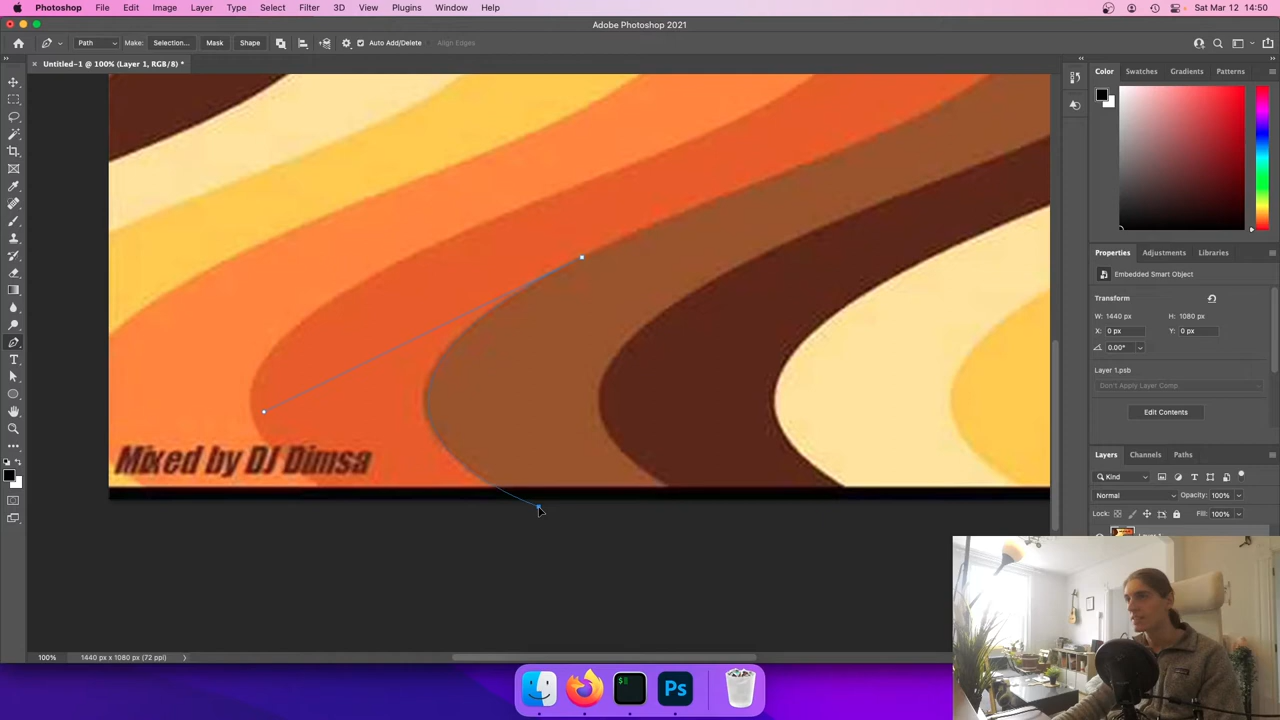 Photoshop File Edit Image Layer Type Select Filter 3D View Plugins Window Help Sat Mar 12 14:50
Adobe Photoshop 2021
Path Make: Selection... Mask Shape Auto Add/Delete Align Edges
Untitled-1 @ 100% (Layer 1, RGB/8) *
Color Swatches Gradients Patterns
Properties Adjustments Libraries
Embedded Smart Object
Transform
W: 1440 px H: 1080 px
X: 0 px Y: 0 px
0.00°
Layer 1.psb
Don't Apply Layer Comp
Edit Contents
Layers Channels Paths
Kind
Normal Opacity: 100%
Lock: Fill: 100%
Mixed by DJ Dimsa
100% 1440 px x 1080 px (72 ppi)
Ps